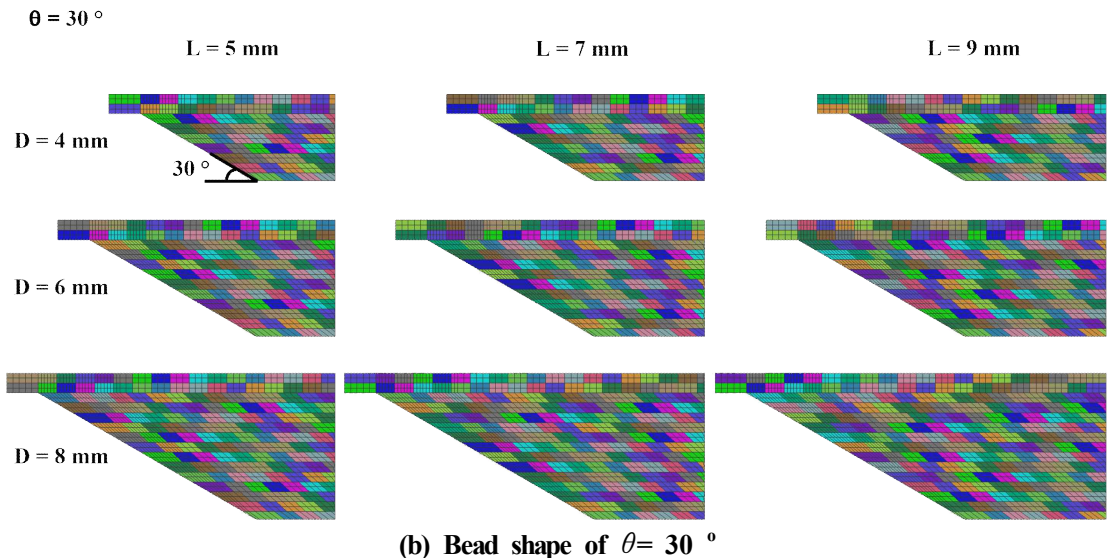 θ = 30 °
L = 5 mm L = 7 mm L = 9 mm
D = 4 mm
30 °
D = 6 mm
D = 8 mm
(b) Bead shape of θ= 30 °